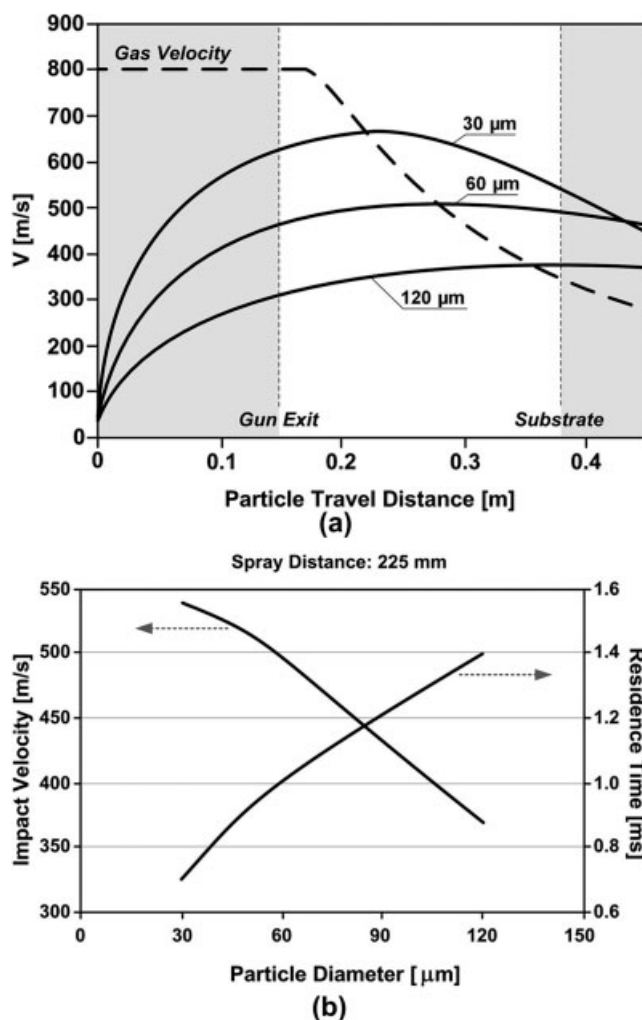 900
800
700
600
500
400
300
200
100
0
V [m/s]
Gas Velocity
30 µm
60 µm
120 µm
Gun Exit
Substrate
0
0.1
0.2
0.3
0.4
Particle Travel Distance [m]
(a)
Spray Distance: 225 mm
550
500
450
400
350
300
Impact Velocity [m/s]
1.6
1.4
1.2
1.0
0.8
0.6
Residence Time [ms]
0
30
60
90
120
150
Particle Diameter [ µm]
(b)